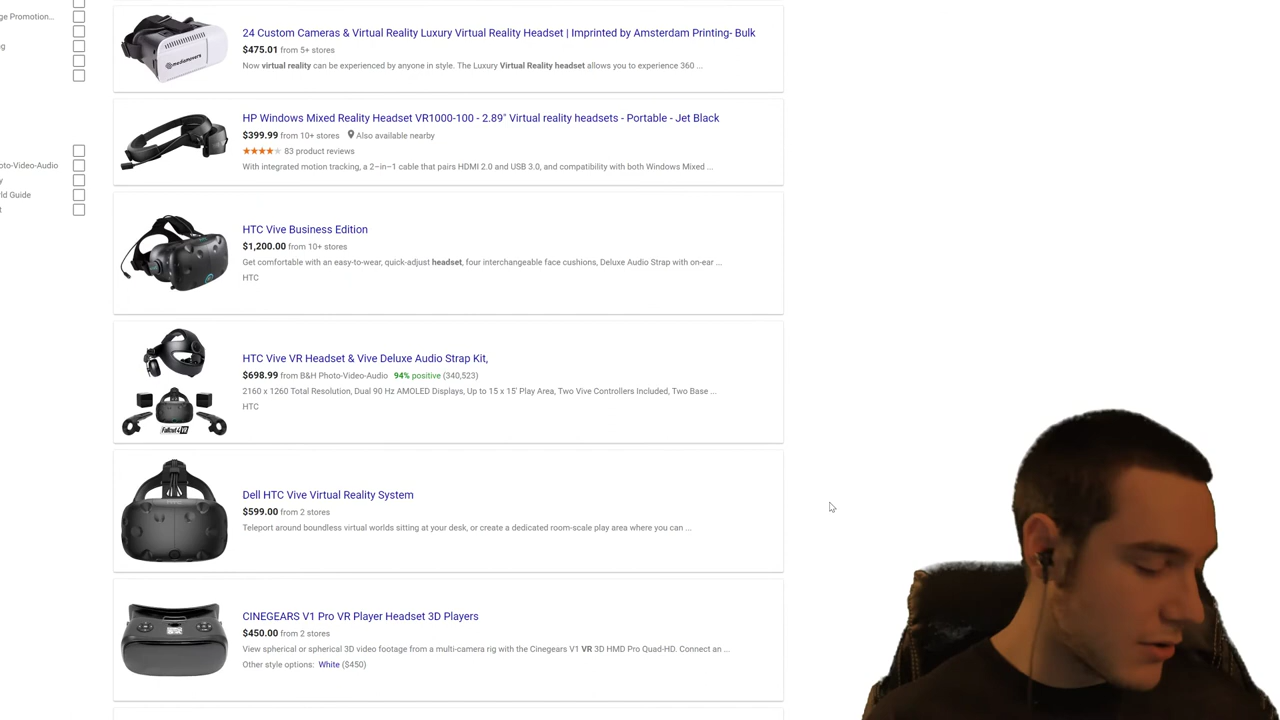 ge Promotion...
g
oto-Video-Audio
y
rld Guide
t
24 Custom Cameras & Virtual Reality Luxury Virtual Reality Headset | Imprinted by Amsterdam Printing- Bulk
$475.01 from 5+ stores
Now virtual reality can be experienced by anyone in style. The Luxury Virtual Reality headset allows you to experience 360 ...
HP Windows Mixed Reality Headset VR1000-100 - 2.89" Virtual reality headsets - Portable - Jet Black
$399.99 from 10+ stores Also available nearby
83 product reviews
With integrated motion tracking, a 2-in-1 cable that pairs HDMI 2.0 and USB 3.0, and compatibility with both Windows Mixed ...
HTC Vive Business Edition
$1,200.00 from 10+ stores
Get comfortable with an easy-to-wear, quick-adjust headset, four interchangeable face cushions, Deluxe Audio Strap with on-ear ...
HTC
HTC Vive VR Headset & Vive Deluxe Audio Strap Kit,
$698.99 from B&H Photo-Video-Audio 94% positive (340,523)
2160 x 1260 Total Resolution, Dual 90 Hz AMOLED Displays, Up to 15 x 15' Play Area, Two Vive Controllers Included, Two Base ...
HTC
Fallout 4 VR
Dell HTC Vive Virtual Reality System
$599.00 from 2 stores
Teleport around boundless virtual worlds sitting at your desk, or create a dedicated room-scale play area where you can ...
CINEGEARS V1 Pro VR Player Headset 3D Players
$450.00 from 2 stores
View spherical or spherical 3D video footage from a multi-camera rig with the Cinegears V1 VR 3D HMD Pro Quad-HD. Connect an ...
Other style options: White ($450)